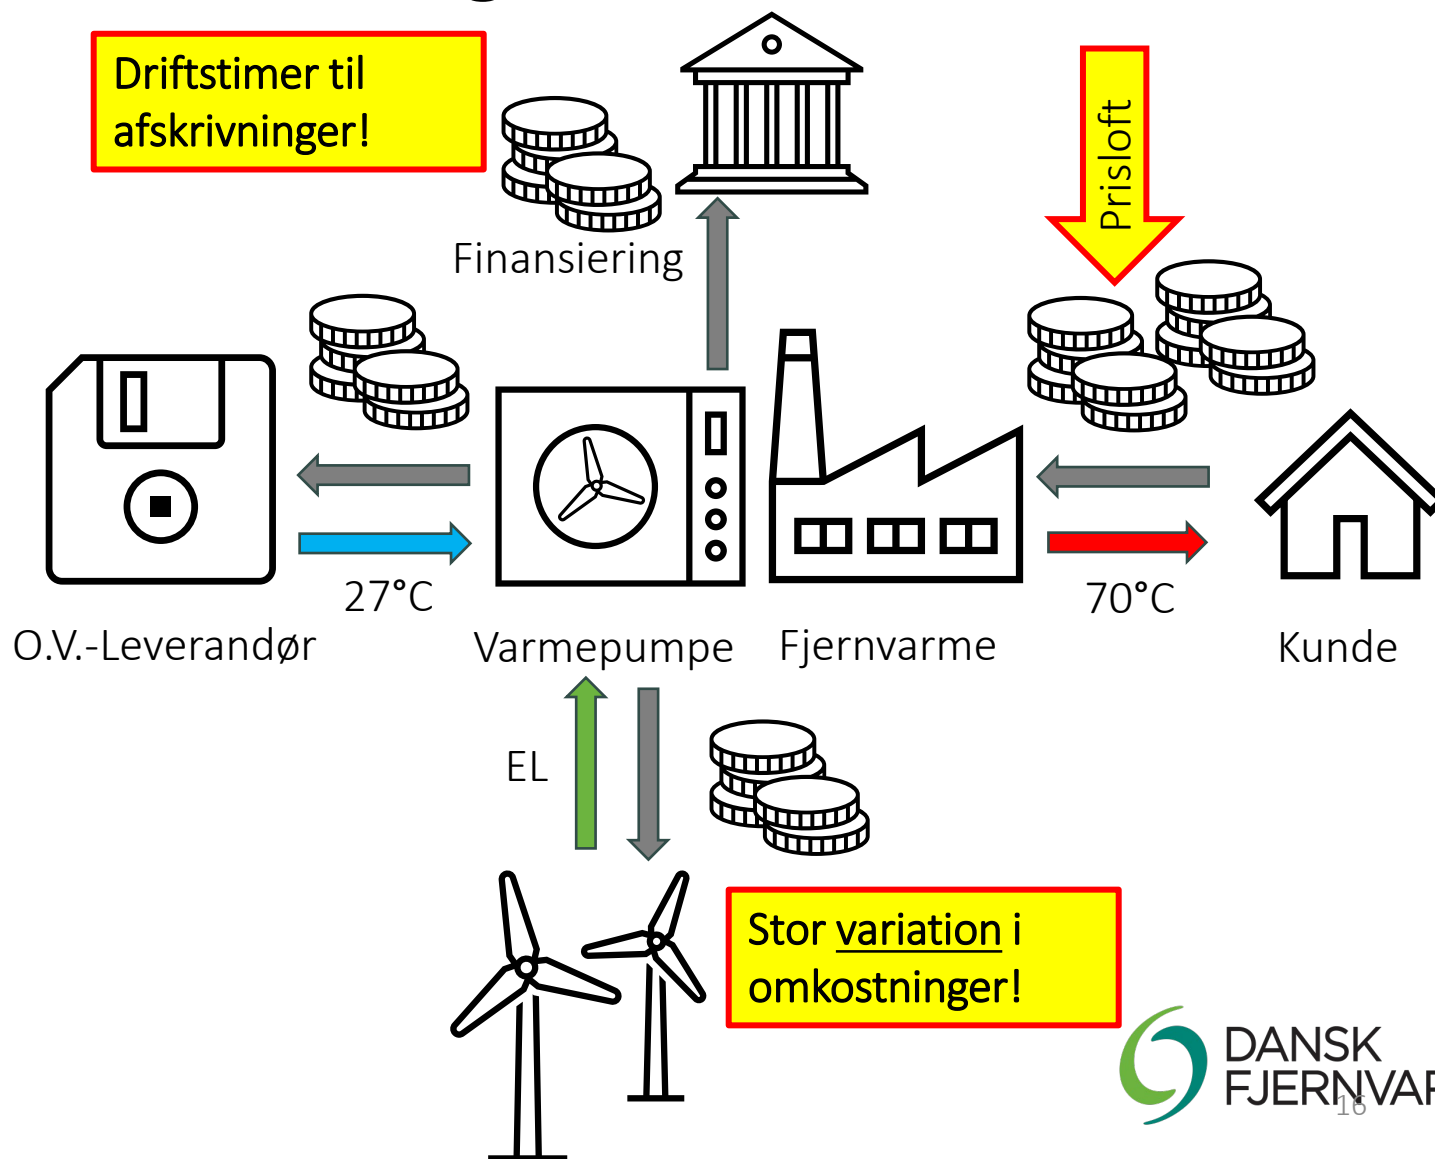 Driftstimer til
afskrivninger!
Prisloft
Finansiering
27°C
70°C
O.V.-Leverandør
Varmepumpe
Fjernvarme
Kunde
EL
Stor variation i
omkostninger!
DANSK
16